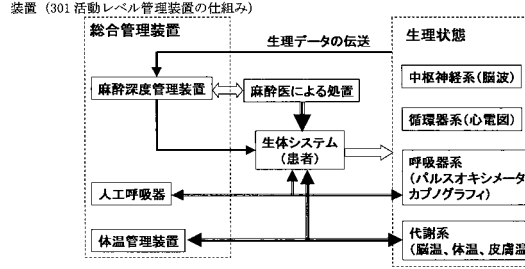 装置（301 活動レベル管理装置の仕組み）
総合管理装置
生理データの伝送
生理状態
麻酔深度管理装置
麻酔医による処置
中枢神経系（脳波）
循環器系（心電図）
生体システム
（患者）
呼吸器系
（パルスオキシメータ
カプノグラフィ）
人工呼吸器
体温管理装置
代謝系
（脳温、体温、皮膚温